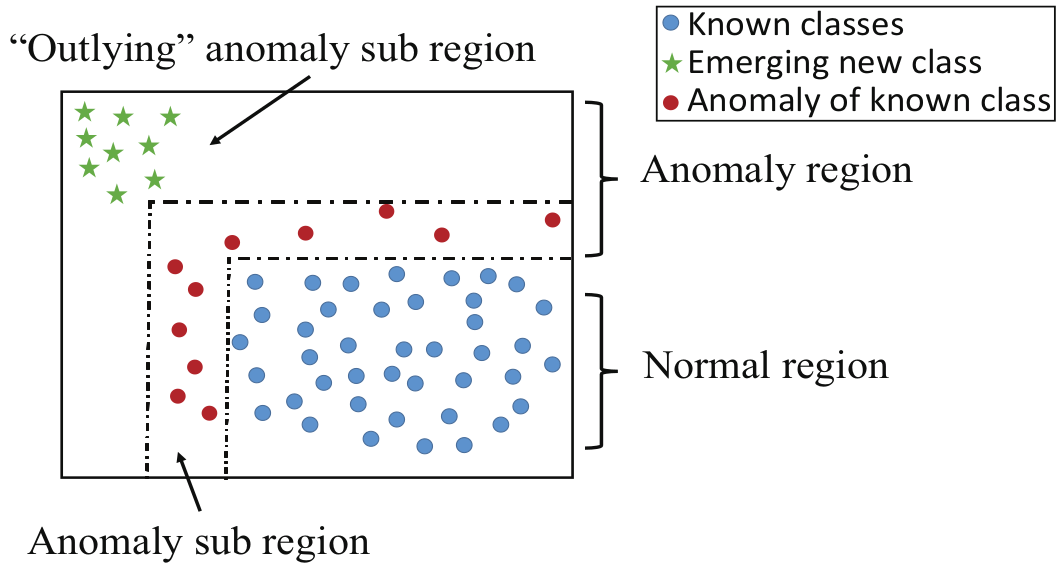 “Outlying” anomaly sub region
Known classes
Emerging new class
Anomaly of known class
Anomaly region
Normal region
Anomaly sub region